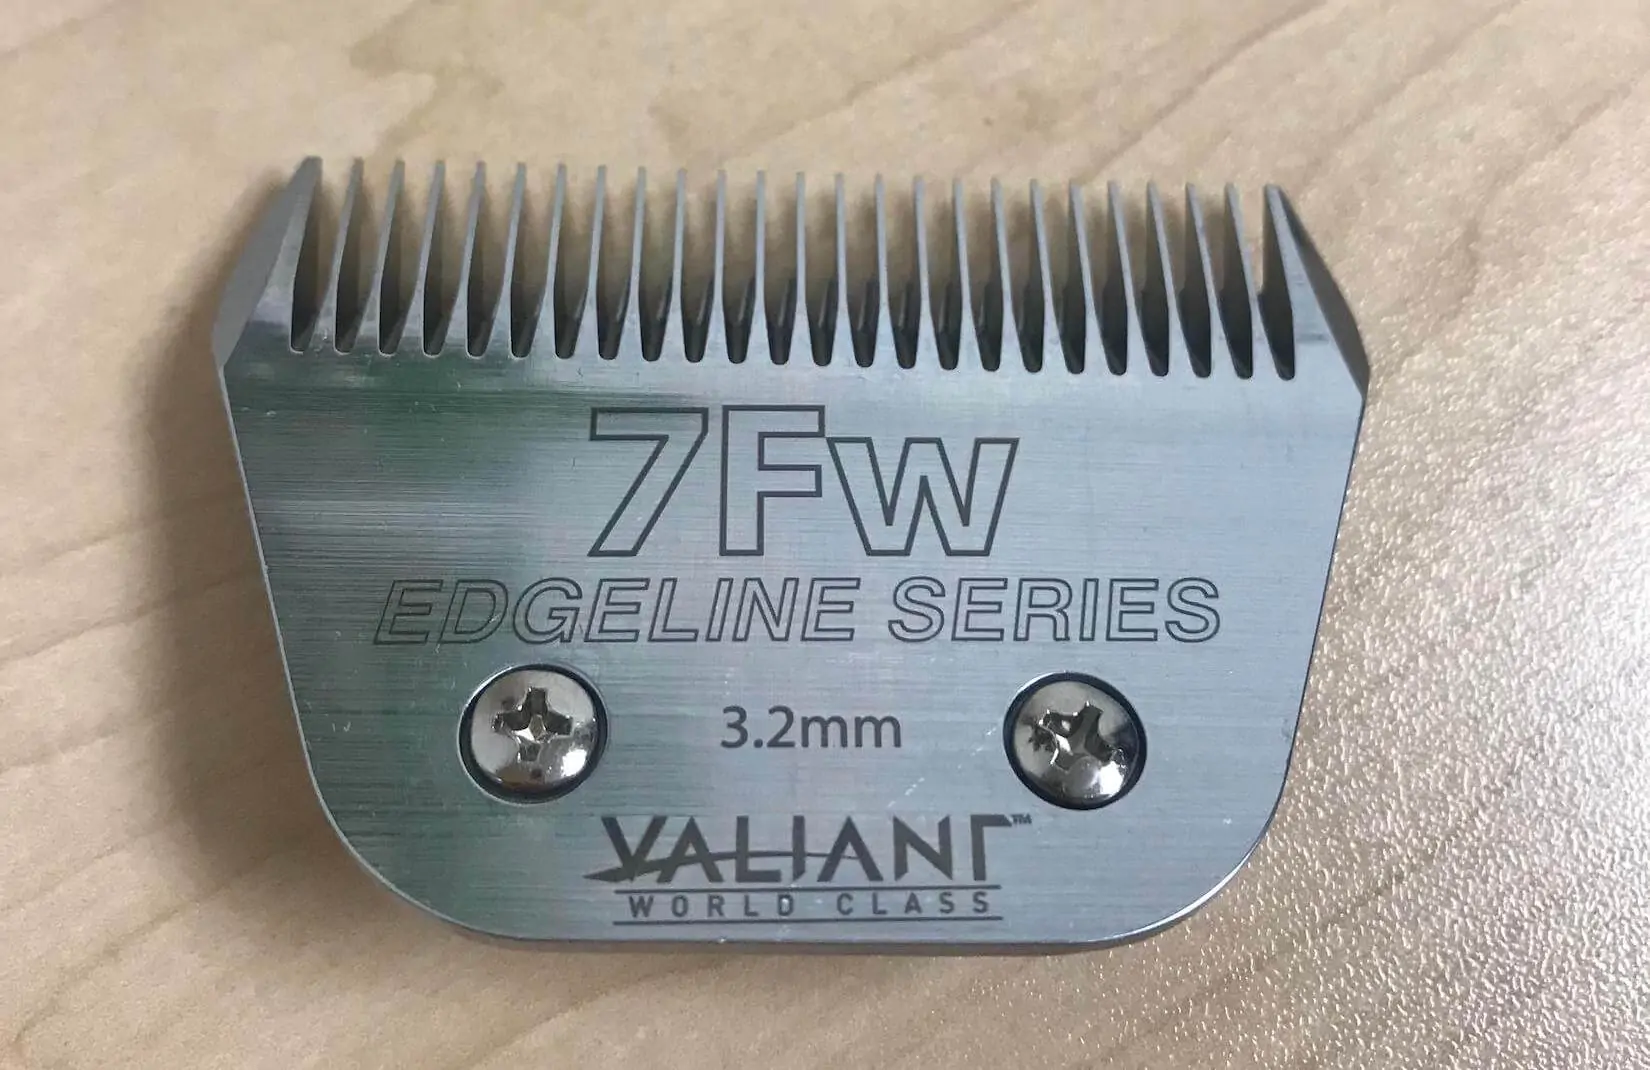 7FW
EDGELINE SERIES
3.2mm
VALIANT™
WORLD CLASS